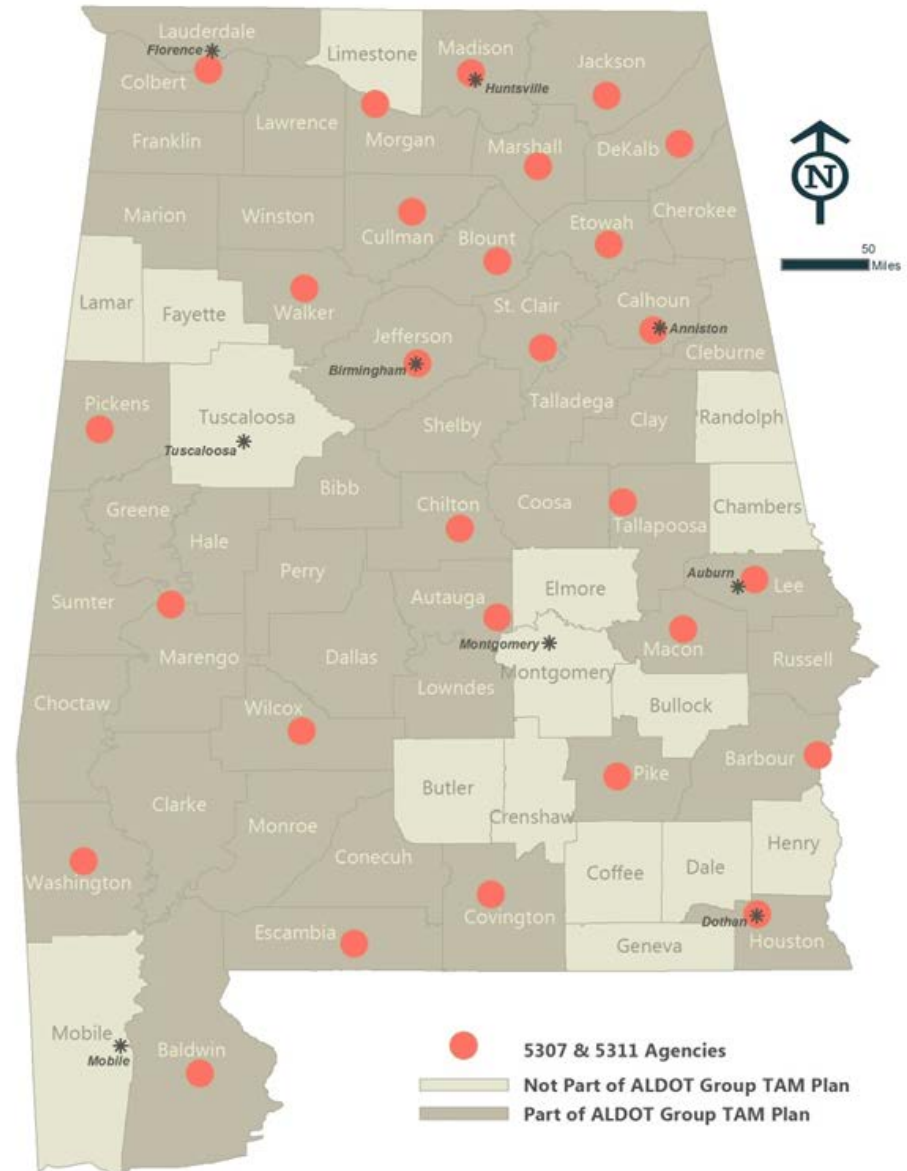 Lauderdale
Florence
Limestone
Madison
Huntsville
Jackson
Colbert
Lawrence
Franklin
Morgan
Marshall
DeKalb
N
Marion
Winston
Cullman
Blount
Etowah
Cherokee
50
Miles
Lamar
Fayette
Walker
St. Clair
Calhoun
Anniston
Jefferson
Birmingham
Cleburne
Pickens
Tuscaloosa
Tuscaloosa
Shelby
Talladega
Clay
Randolph
Bibb
Greene
Hale
Chilton
Coosa
Tallapoosa
Chambers
Perry
Sumter
Autauga
Elmore
Auburn
Lee
Marengo
Dallas
Montgomery
Montgomery
Macon
Russell
Choctaw
Lowndes
Bullock
Wilcox
Barbour
Pike
Butler
Clarke
Crenshaw
Monroe
Henry
Conecuh
Coffee
Dale
Washington
Covington
Escambia
Dothan
Houston
Geneva
Mobile
Mobile
Baldwin
5307 & 5311 Agencies
Not Part of ALDOT Group TAM Plan
Part of ALDOT Group TAM Plan